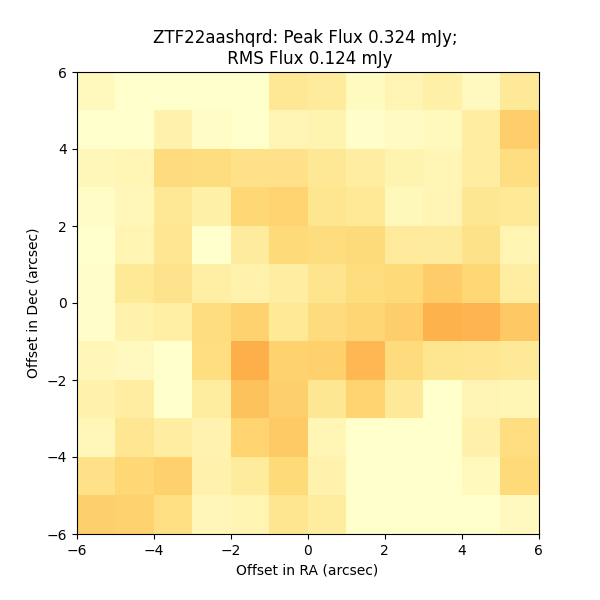 ZTF22aashqrd: Peak Flux 0.324 mJy;
RMS Flux 0.124 mJy
6
4
2
0
−2
−4
−6
Offset in Dec (arcsec)
−6 −4 −2 0 2 4 6
Offset in RA (arcsec)